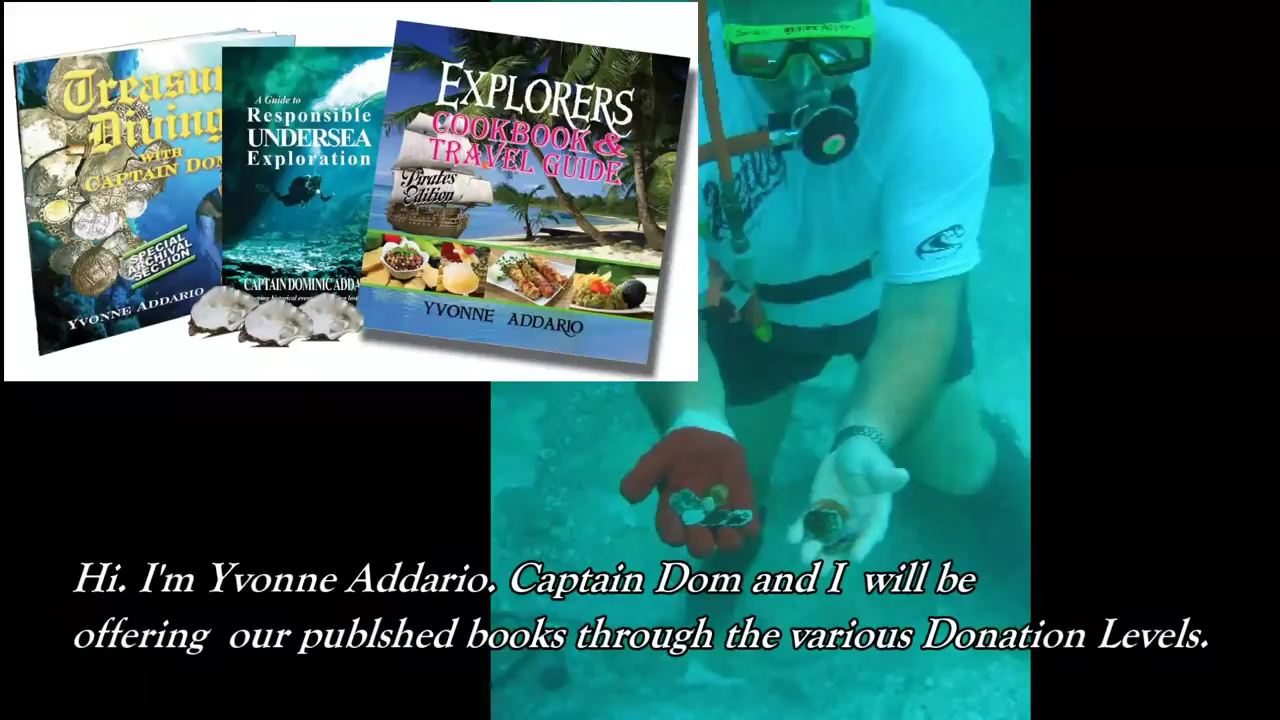 Treasu
Diving
WITH
CAPTAIN DOM
SPECIAL
ARCHIVAL
SECTION
YVONNE ADDARIO
A Guide to
Responsible
UNDERSEA
Exploration
CAPTAIN DOMINIC ADDA
EXPLORERS
COOKBOOK &
TRAVEL GUIDE
Pirates
Edition
YVONNE ADDARIO
Hi. I'm Yvonne Addario. Captain Dom and I will be
offering our publshed books through the various Donation Levels.